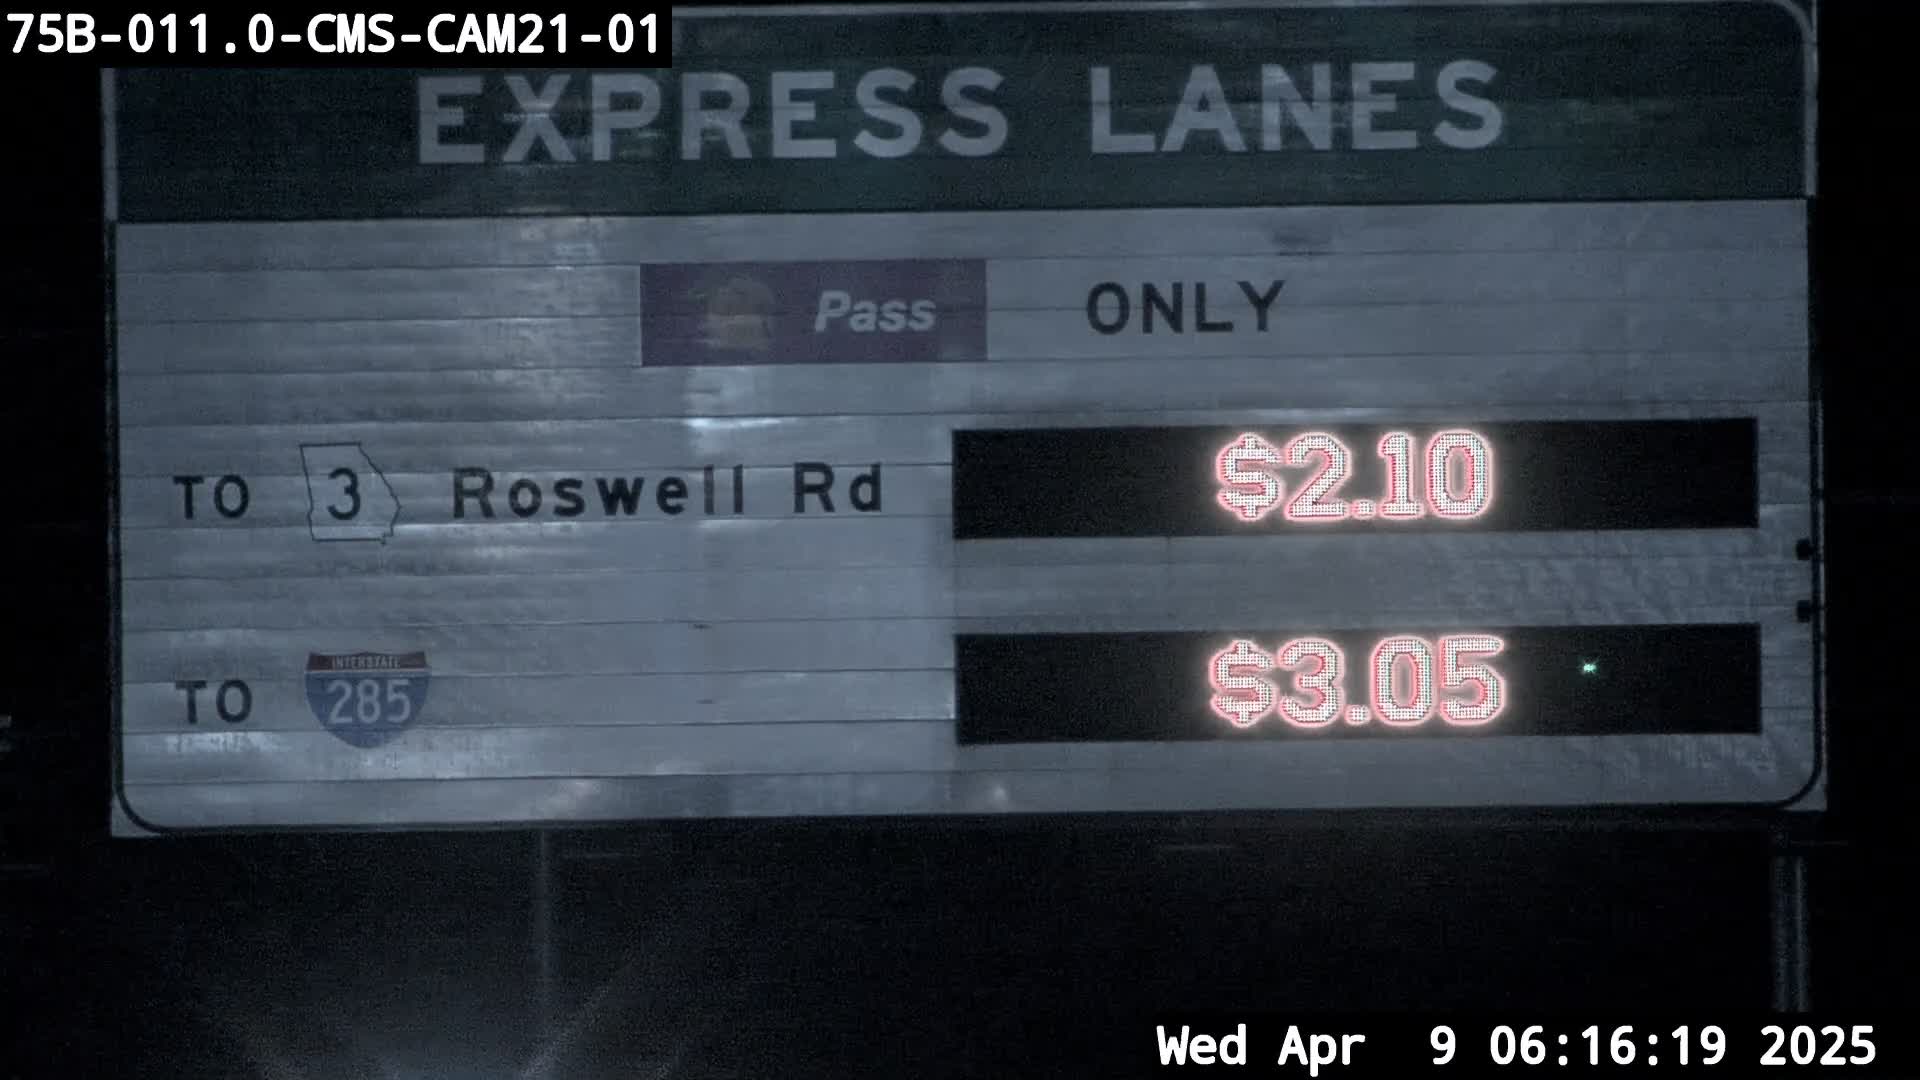 75B-011.0-CMS-CAM21-01
EXPRESS LANES
Pass ONLY
TO 3 Roswell Rd $2.10
INTERSTATE
TO 285 $3.05
Wed Apr 9 06:16:19 2025